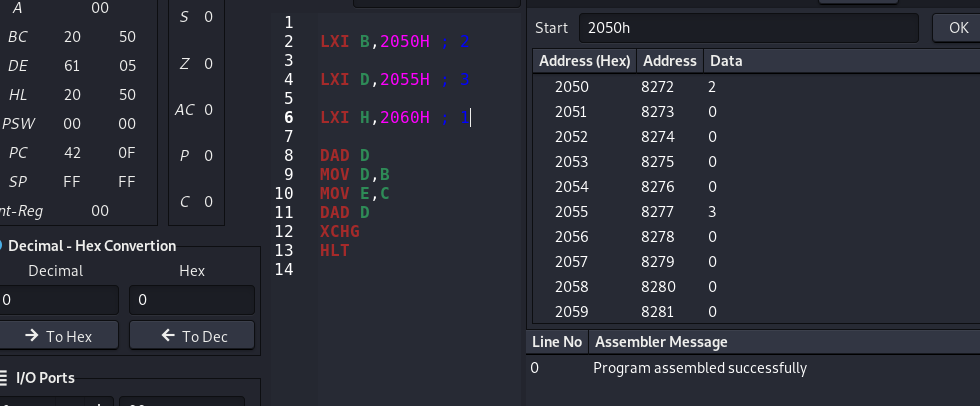 A 00
BC 20 50
DE 61 05
HL 20 50
PSW 00 00
PC 42 0F
SP FF FF
nt-Reg 00
S 0
Z 0
AC 0
P 0
C 0
Decimal - Hex Convertion
Decimal Hex
0 0
→ To Hex ← To Dec
I/O Ports
1
2 LXI B,2050H ; 2
3
4 LXI D,2055H ; 3
5
6 LXI H,2060H ; 1
7
8 DAD D
9 MOV D,B
10 MOV E,C
11 DAD D
12 XCHG
13 HLT
14
Start 2050h OK
Address (Hex) Address Data
2050 8272 2
2051 8273 0
2052 8274 0
2053 8275 0
2054 8276 0
2055 8277 3
2056 8278 0
2057 8279 0
2058 8280 0
2059 8281 0
Line No Assembler Message
0 Program assembled successfully